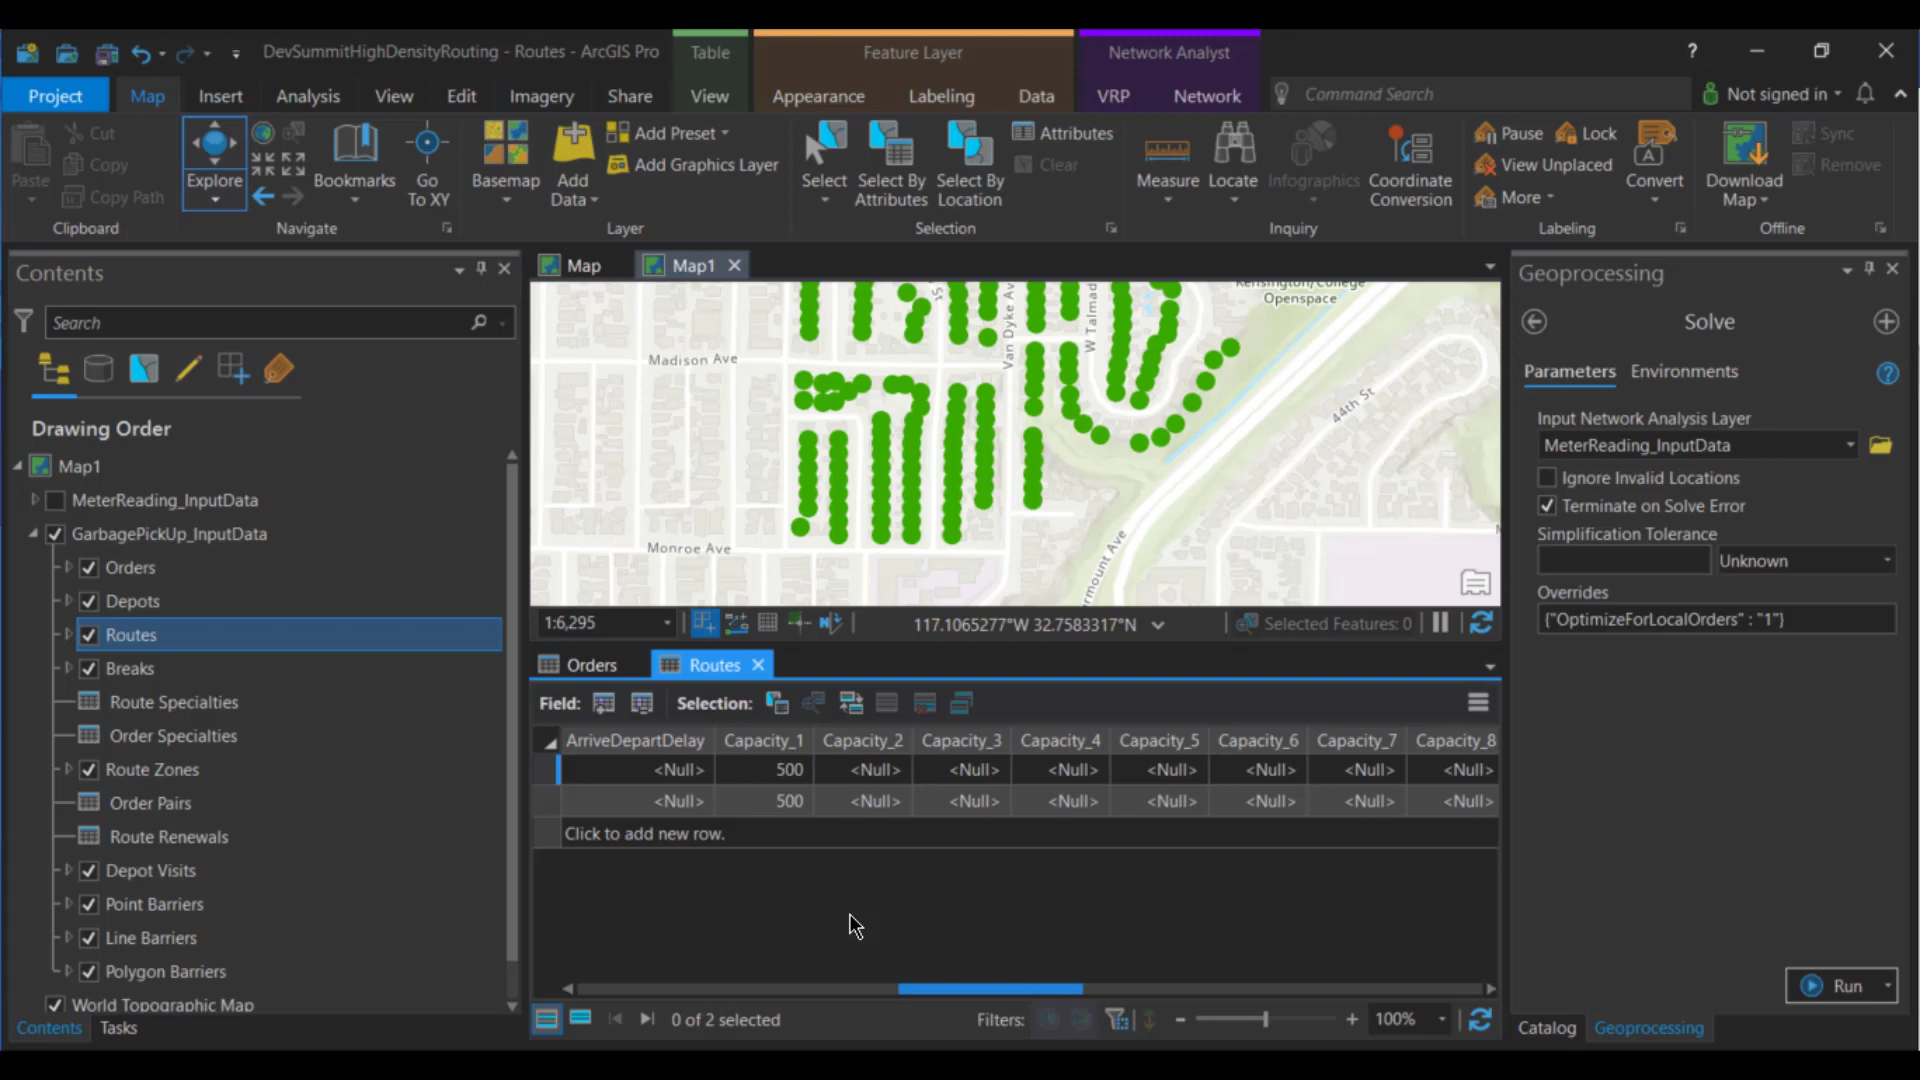 DevSummitHighDensityRouting - Routes - ArcGIS Pro
Table
Feature Layer
Network Analyst
?
Project
Map
Insert
Analysis
View
Edit
Imagery
Share
View
Appearance
Labeling
Data
VRP
Network
Command Search
Not signed in
Paste
Cut
Copy
Copy Path
Clipboard
Explore
Bookmarks
Go
To XY
Navigate
Basemap
Add
Data
Add Preset
Add Graphics Layer
Layer
Select
Select By
Attributes
Select By
Location
Attributes
Clear
Selection
Measure
Locate
Infographics
Coordinate
Conversion
Inquiry
Pause
Lock
View Unplaced
More
Convert
Labeling
Download
Map
Sync
Remove
Offline
Contents
Search
Drawing Order
Map1
MeterReading_InputData
GarbagePickUp_InputData
Orders
Depots
Routes
Breaks
Route Specialties
Order Specialties
Route Zones
Order Pairs
Route Renewals
Depot Visits
Point Barriers
Line Barriers
Polygon Barriers
World Topographic Map
Contents
Tasks
Map
Map1
Kensington/College
Openspace
Madison Ave
St
Van Dyke Av
W Talmad
44th St
Monroe Ave
rmount Ave
1:6,295
117.1065277°W 32.7583317°N
Selected Features: 0
Orders
Routes
Field:
Selection:
ArriveDepartDelay Capacity_1 Capacity_2 Capacity_3 Capacity_4 Capacity_5 Capacity_6 Capacity_7 Capacity_8
<Null> 500 <Null> <Null> <Null> <Null> <Null> <Null> <Null>
<Null> 500 <Null> <Null> <Null> <Null> <Null> <Null> <Null>
Click to add new row.
0 of 2 selected
Filters:
- + 100%
Geoprocessing
Solve
Parameters
Environments
?
Input Network Analysis Layer
MeterReading_InputData
Ignore Invalid Locations
Terminate on Solve Error
Simplification Tolerance
Unknown
Overrides
{"OptimizeForLocalOrders" : "1"}
Run
Catalog
Geoprocessing